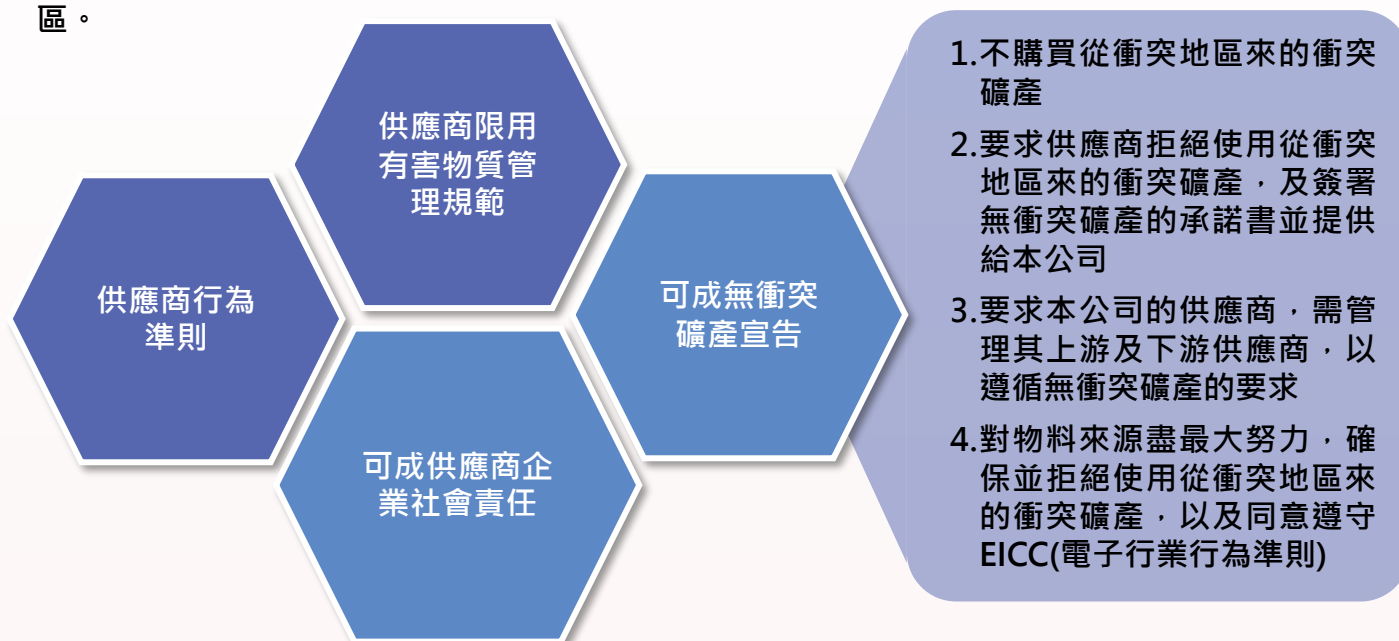 區。
供應商限用
有害物質管
理規範
供應商行為
準則
可成無衝突
礦產宣告
可成供應商企
業社會責任
1.不購買從衝突地區來的衝突
礦產
2.要求供應商拒絕使用從衝突
地區來的衝突礦產，及簽署
無衝突礦產的承諾書並提供
給本公司
3.要求本公司的供應商，需管
理其上游及下游供應商，以
遵循無衝突礦產的要求
4.對物料來源盡最大努力，確
保並拒絕使用從衝突地區來
的衝突礦產，以及同意遵守
EICC(電子行業行為準則)